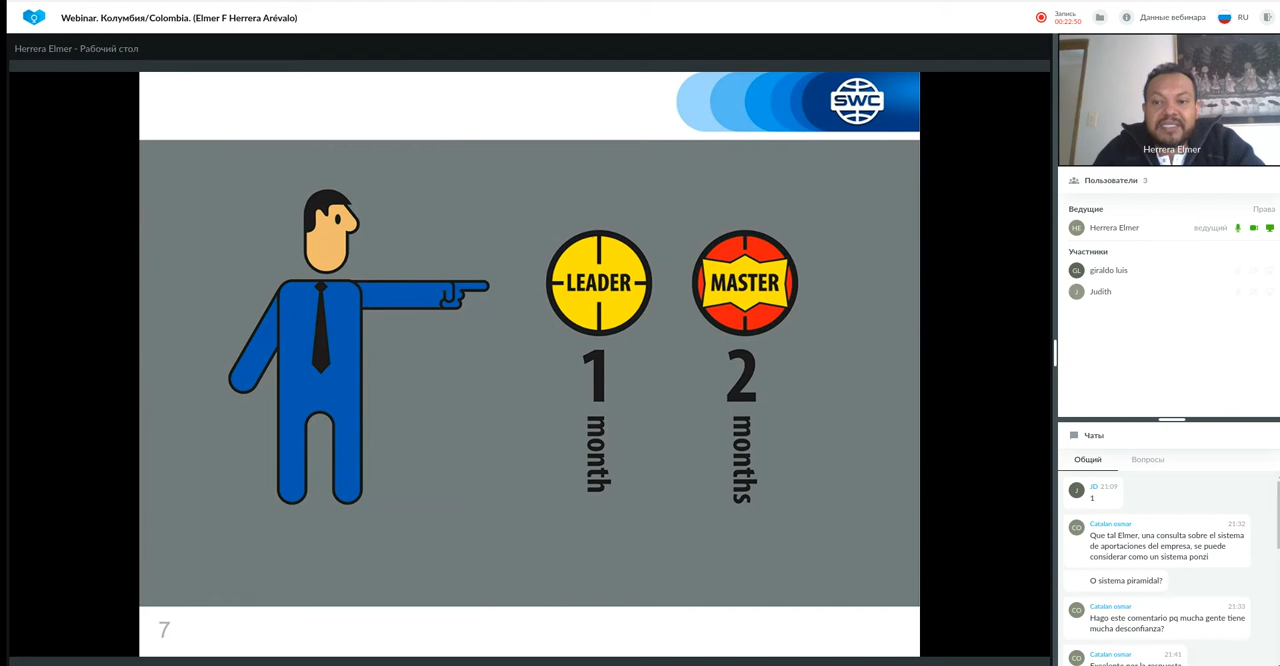 Webinar. Колумбия/Colombia. (Elmer F Herrera Arévalo)
Запись
00:22:50
Данные вебинара
RU
Herrera Elmer - Рабочий стол
SWC
LEADER
MASTER
1
month
2
months
7
Herrera Elmer
Пользователи 3
Ведущие
Права
HE
Herrera Elmer
ведущий
Участники
GL
giraldo luis
J
Judith
Чаты
Общий
Вопросы
J
JD 21:09
1
CO
Catalan osmar 21:32
Que tal Elmer, una consulta sobre el sistema
de aportaciones del empresa, se puede
considerar como un sistema ponzi
O sistema piramidal?
CO
Catalan osmar 21:33
Hago este comentario pq mucha gente tiene
mucha desconfianza?
CO
Catalan osmar 21:41
Excelente por la respuesta